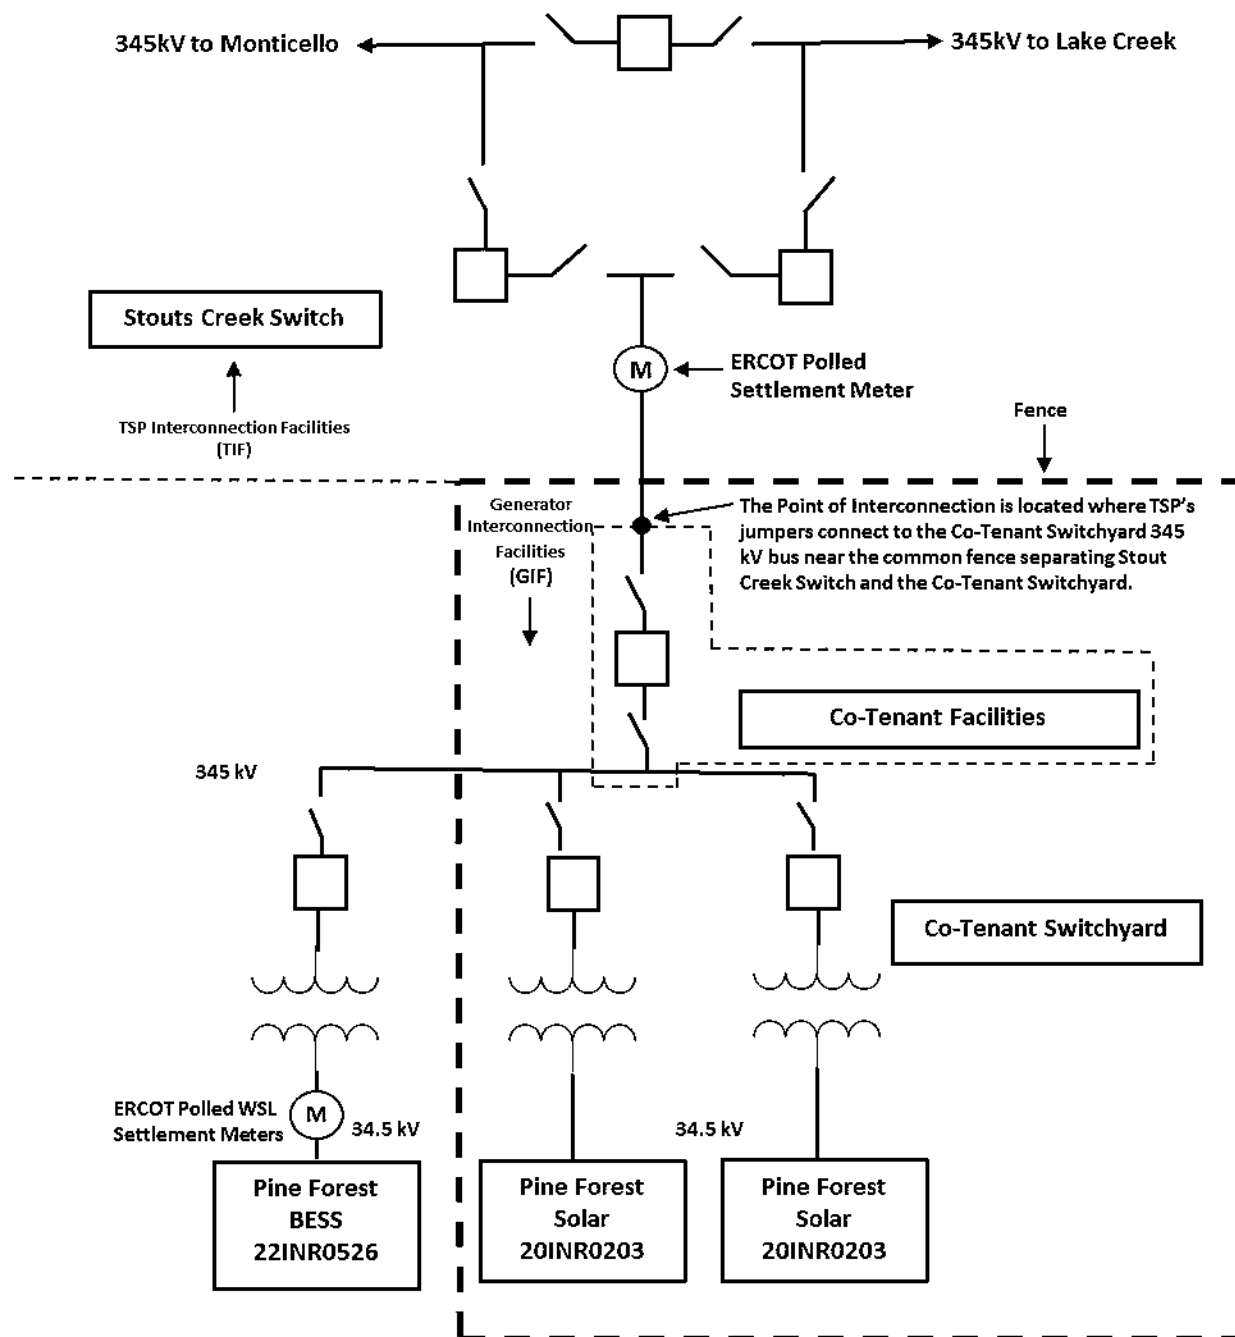 345kV to Monticello
345kV to Lake Creek
Stouts Creek Switch
TSP Interconnection Facilities
(TIF)
M
ERCOT Polled
Settlement Meter
Fence
Generator
Interconnection
Facilities
(GIF)
The Point of Interconnection is located where TSP's
jumpers connect to the Co-Tenant Switchyard 345
kV bus near the common fence separating Stout
Creek Switch and the Co-Tenant Switchyard.
Co-Tenant Facilities
345 kV
Co-Tenant Switchyard
ERCOT Polled WSL
Settlement Meters
M
34.5 kV
34.5 kV
Pine Forest
BESS
22INR0526
Pine Forest
Solar
20INR0203
Pine Forest
Solar
20INR0203